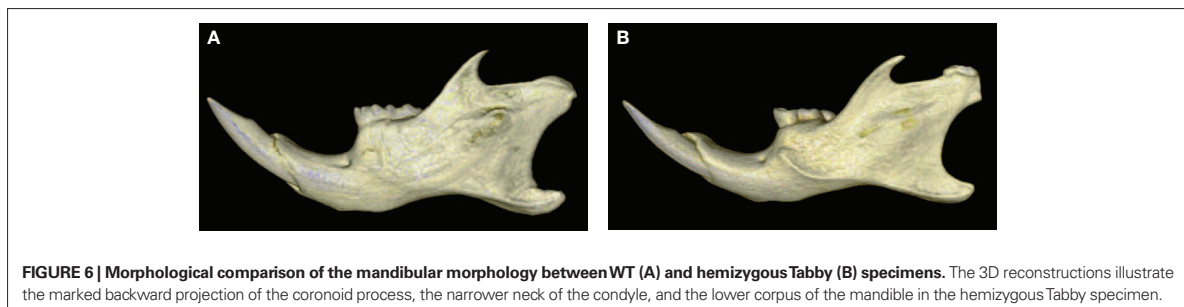 A
B
FIGURE 6 | Morphological comparison of the mandibular morphology between WT (A) and hemizygous Tabby (B) specimens. The 3D reconstructions illustrate
the marked backward projection of the coronoid process, the narrower neck of the condyle, and the lower corpus of the mandible in the hemizygous Tabby specimen.